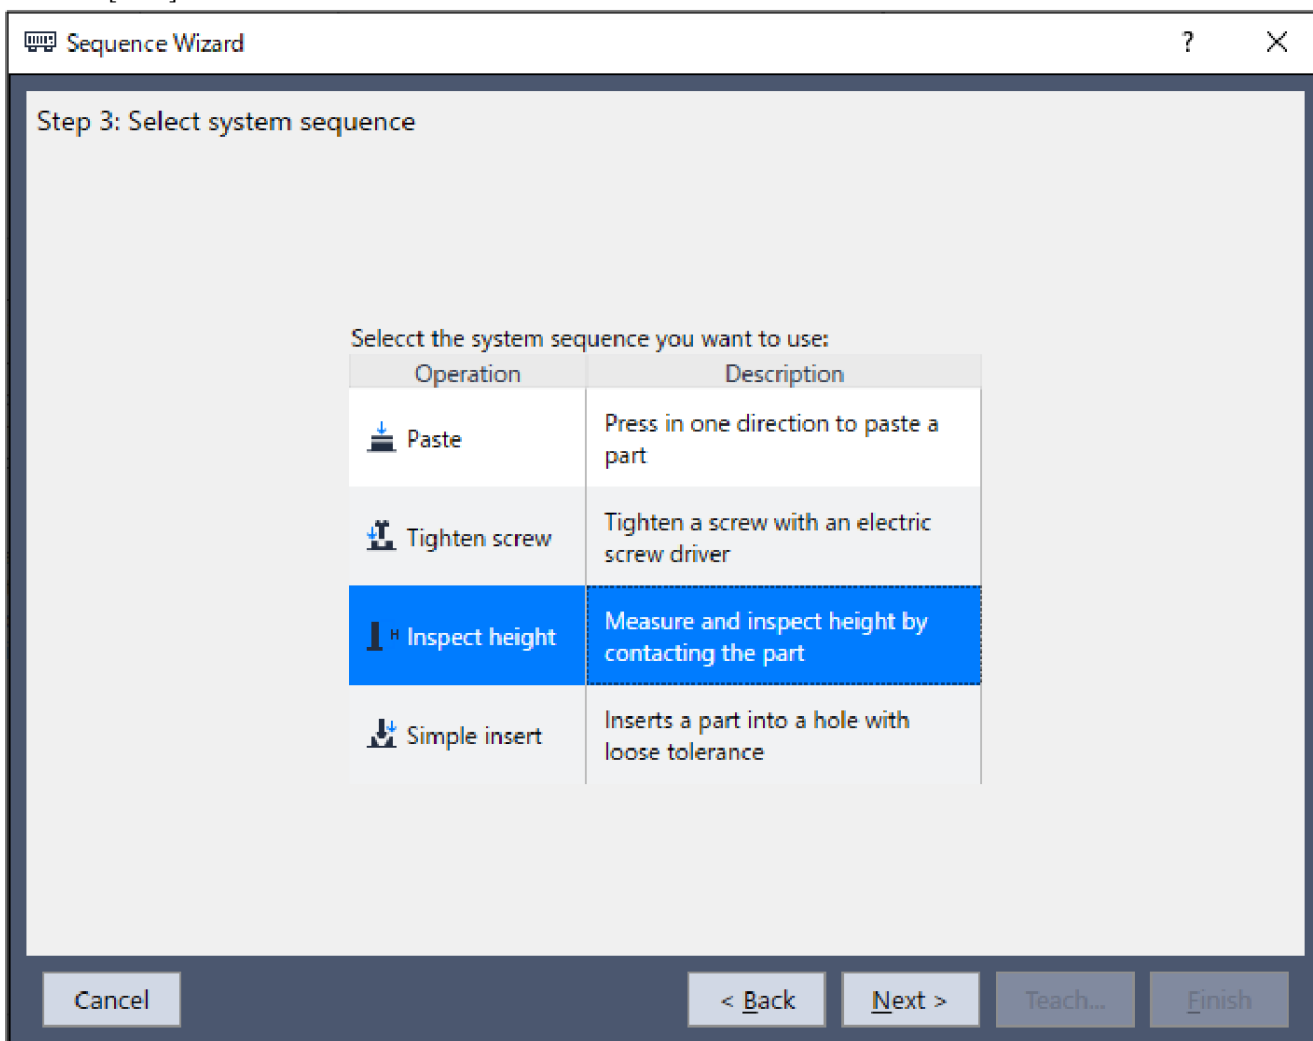 Sequence Wizard ?
Step 3: Select system sequence
Selecct the system sequence you want to use:
Operation Description
Paste Press in one direction to paste a
part
Tighten screw Tighten a screw with an electric
screw driver
H Inspect height Measure and inspect height by
contacting the part
Simple insert Inserts a part into a hole with
loose tolerance
Cancel < Back Next > Teach... Finish